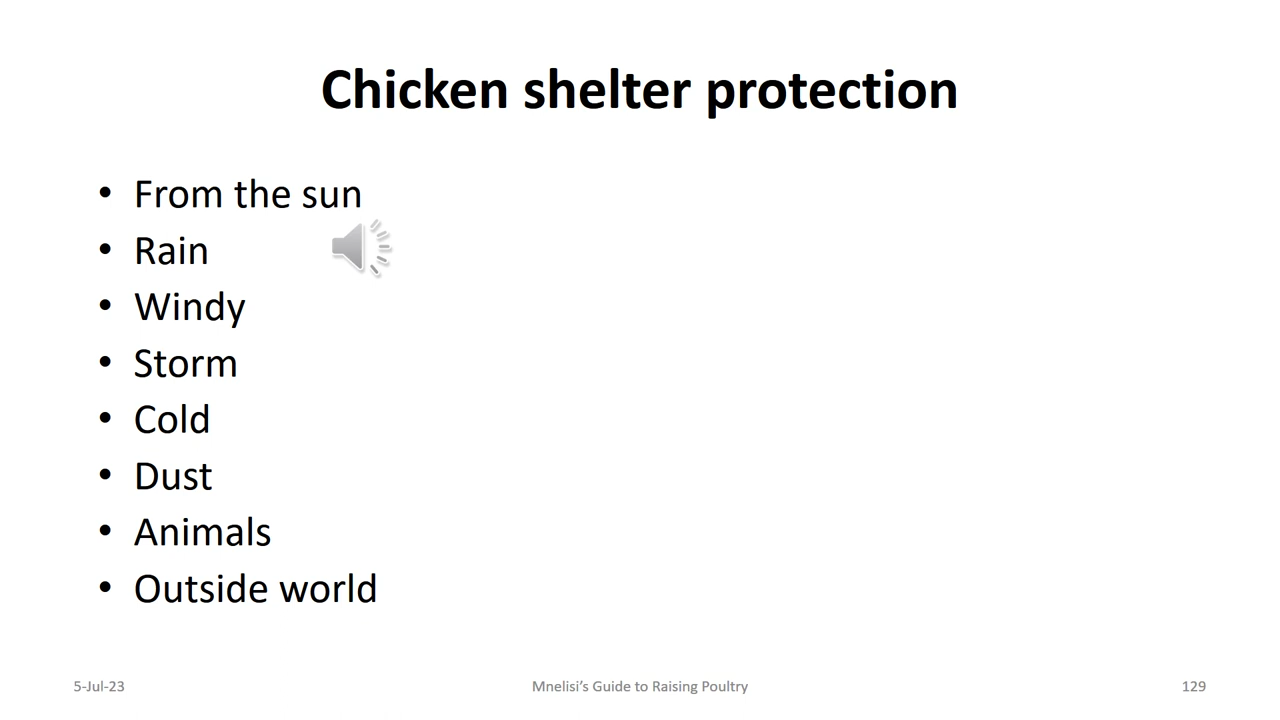 Chicken shelter protection
• From the sun
• Rain
• Windy
• Storm
• Cold
• Dust
• Animals
• Outside world
5-Jul-23
Mnelisi’s Guide to Raising Poultry
129